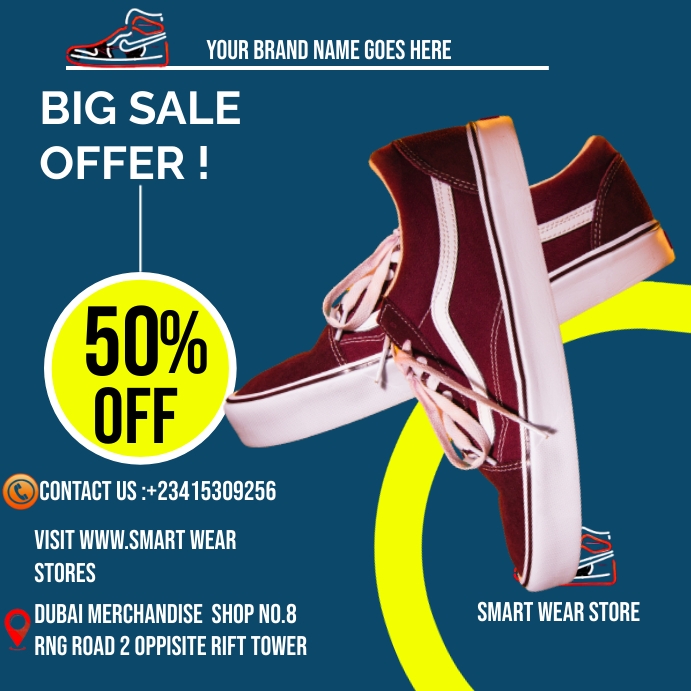 YOUR BRAND NAME GOES HERE
BIG SALE
OFFER !
50%
OFF
CONTACT US :+23415309256
VISIT WWW.SMART WEAR
STORES
DUBAI MERCHANDISE SHOP NO.8
RNG ROAD 2 OPPISITE RIFT TOWER
SMART WEAR STORE